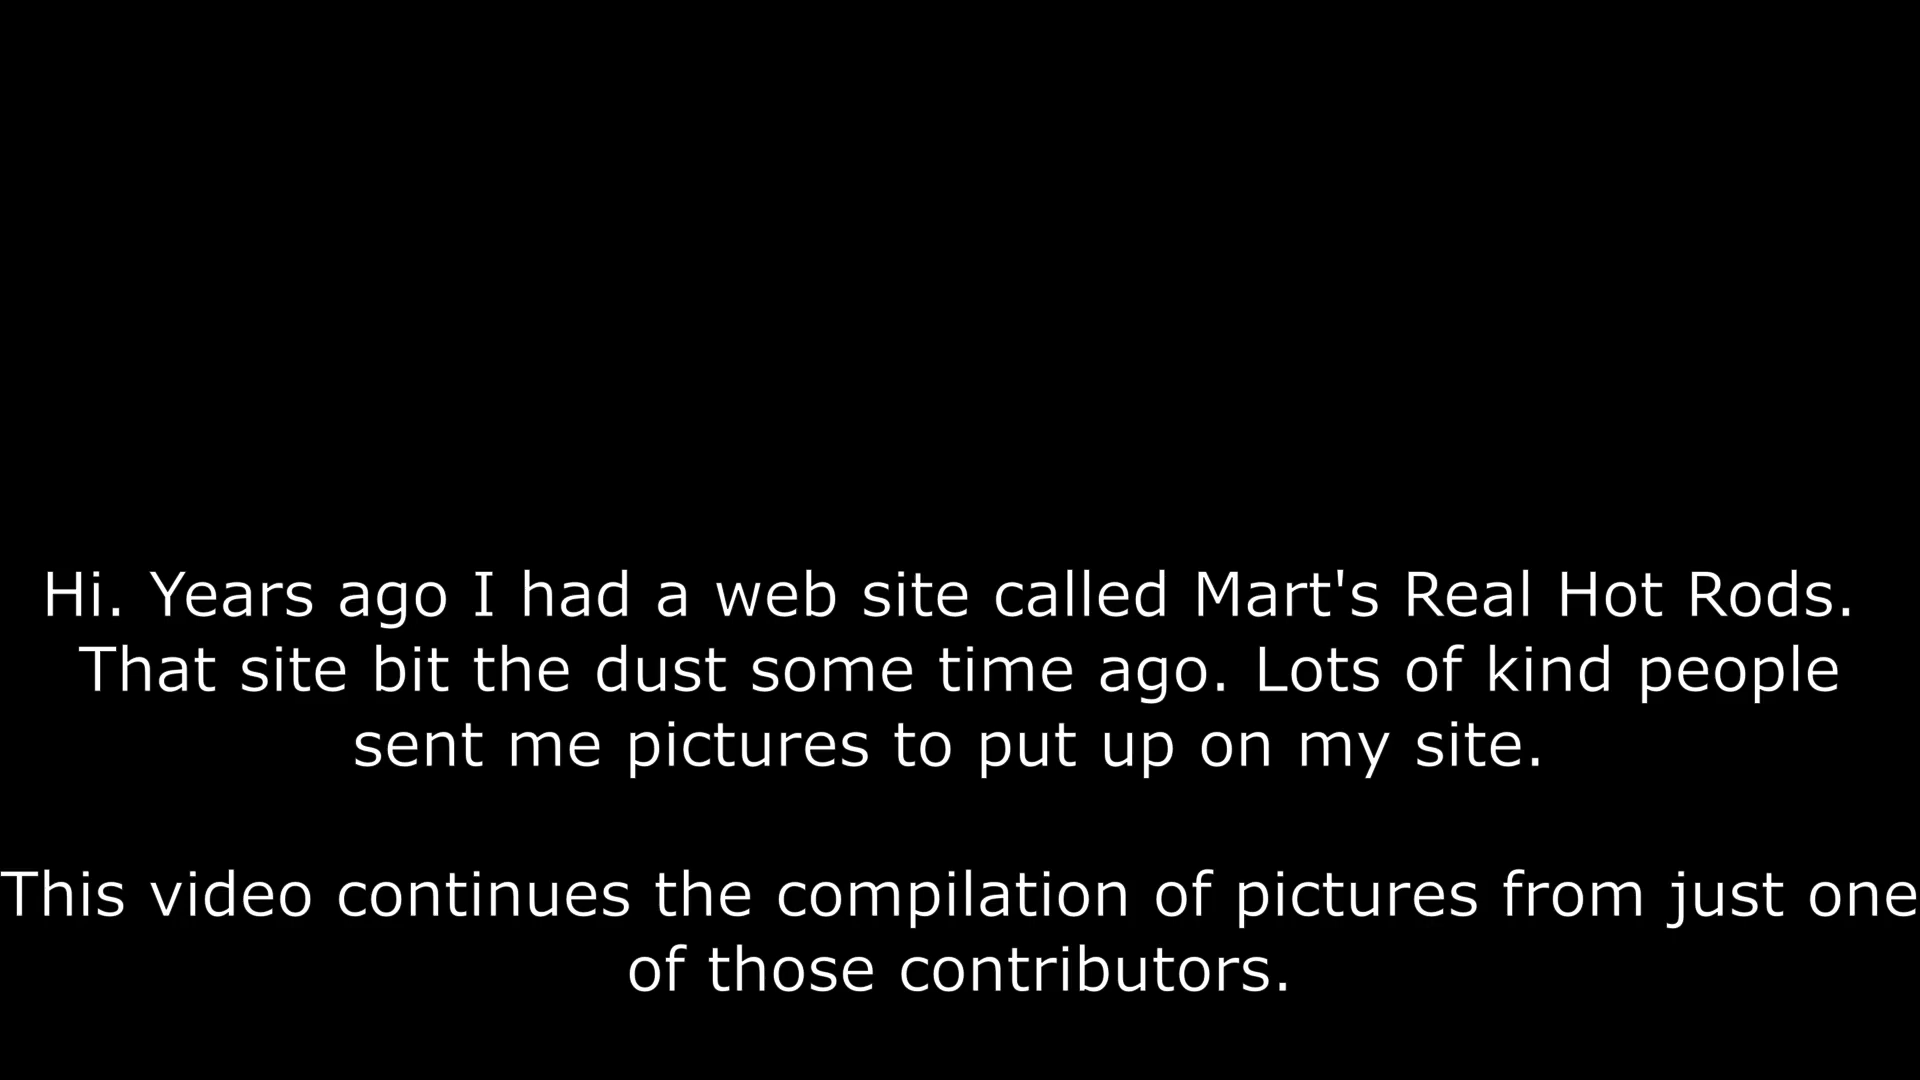 Hi. Years ago I had a web site called Mart's Real Hot Rods.
That site bit the dust some time ago. Lots of kind people
sent me pictures to put up on my site.
This video continues the compilation of pictures from just one
of those contributors.